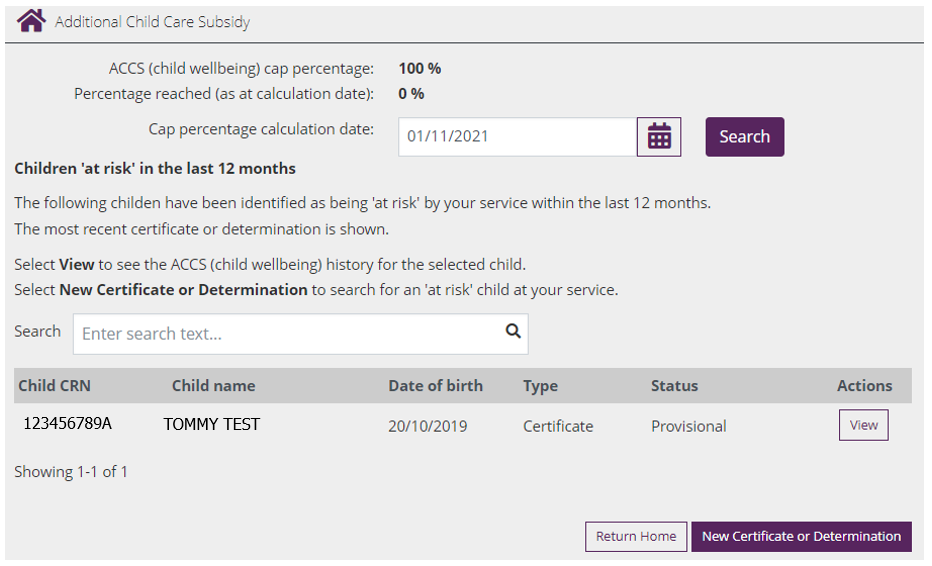 Additional Child Care Subsidy
ACCS (child wellbeing) cap percentage: 100 %
Percentage reached (as at calculation date): 0 %
Cap percentage calculation date: 01/11/2021 Search
Children 'at risk' in the last 12 months
The following childen have been identified as being 'at risk' by your service within the last 12 months.
The most recent certificate or determination is shown.
Select View to see the ACCS (child wellbeing) history for the selected child.
Select New Certificate or Determination to search for an 'at risk' child at your service.
Search Enter search text...
Child CRN Child name Date of birth Type Status Actions
123456789A TOMMY TEST 20/10/2019 Certificate Provisional View
Showing 1-1 of 1
Return Home New Certificate or Determination